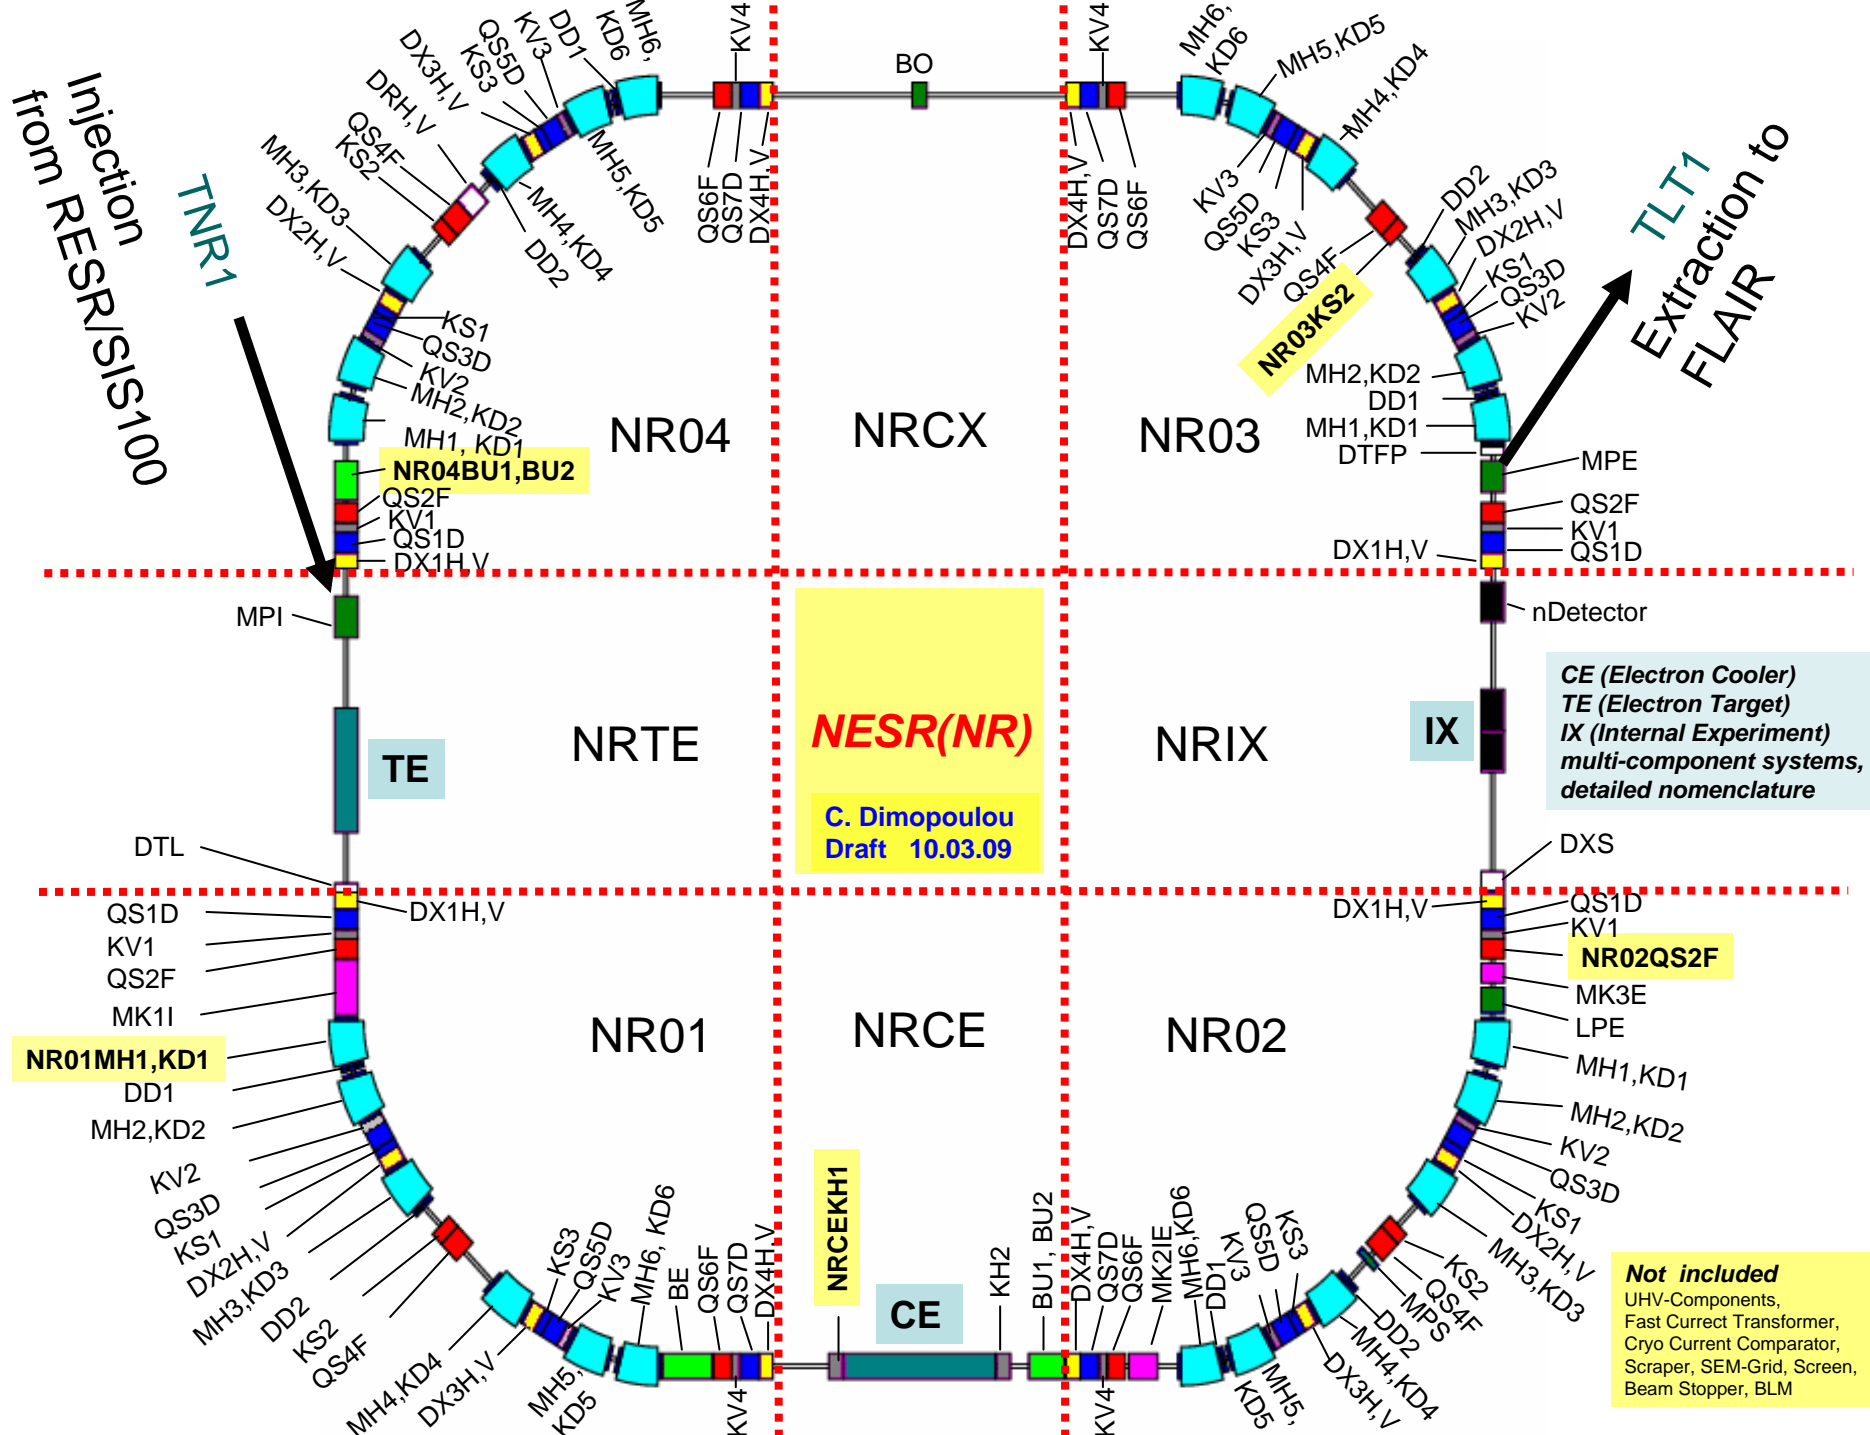 Injection
from RESR/SIS100
TNR1
MH3,KD3
DX2H,V
QS4F
KS2
DRH,V
DX3H,V
KS3
QS5D
KV3
DD1
KD6
MH6,
KV4
BO
KV4
MH6,
KD6
MH5,KD5
MH4,KD4
TLT1
Extraction to
FLAIR
MH5,KD5
MH4,KD4
DD2
QS6F
QS7D
DX4H,V
DX4H,V
QS7D
QS6F
KV3
QS5D
KS3
DX3H,V
QS4F
NR03KS2
DD2
MH3,KD3
DX2H,V
KS1
QS3D
KV2
KS1
QS3D
KV2
MH2,KD2
MH1, KD1
NR04BU1,BU2
QS2F
KV1
QS1D
DX1H,V
NR04
NRCX
NR03
MH2,KD2
DD1
MH1,KD1
DTFP
MPE
QS2F
KV1
QS1D
DX1H,V
MPI
nDetector
TE
NRTE
NESR(NR)
C. Dimopoulou
Draft 10.03.09
NRIX
IX
CE (Electron Cooler)
TE (Electron Target)
IX (Internal Experiment)
multi-component systems,
detailed nomenclature
DTL
DXS
DX1H,V
DX1H,V
QS1D
KV1
QS2F
MK1I
NR01MH1,KD1
DD1
MH2,KD2
KV2
QS3D
KS1
DX2H,V
MH3,KD3
DD2
KS2
QS4F
MH4,KD4
DX3H,V
MH5,
KD5
NR01
NRCE
NR02
QS1D
KV1
NR02QS2F
MK3E
LPE
MH1,KD1
MH2,KD2
KV2
QS3D
KS1
DX2H,V
MH3,KD3
KS2
QS4F
MPS
DD2
MH4,KD4
DX3H,V
MH5,
KD5
KS3
QS5D
KV3
MH6, KD6
BE
QS6F
QS7D
DX4H.V
KV4
NRCEKH1
CE
KH2
BU1, BU2
DX4H,V
QS7D
QS6F
MK2IE
MH6,KD6
DD1
KV3
QS5D
KS3
KV4
Not included
UHV-Components,
Fast Currect Transformer,
Cryo Current Comparator,
Scraper, SEM-Grid, Screen,
Beam Stopper, BLM